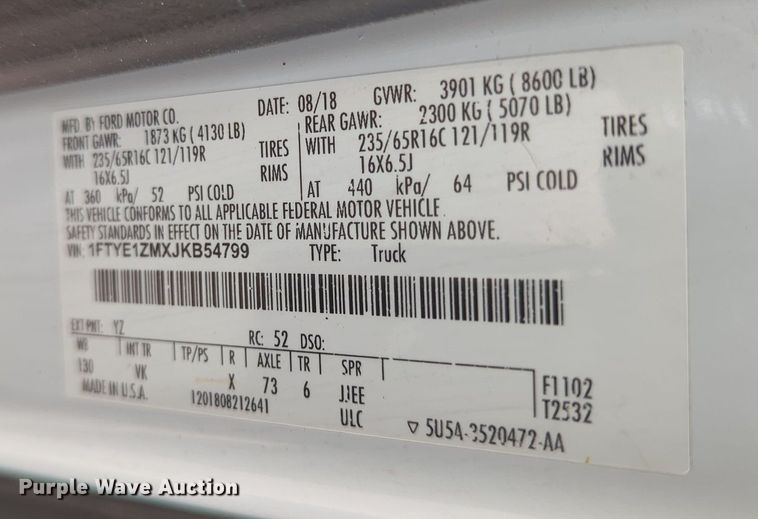 MFD. BY FORD MOTOR CO. DATE: 08/18 GVWR: 3901 KG ( 8600 LB)
FRONT GAWR: 1873 KG ( 4130 LB) REAR GAWR: 2300 KG ( 5070 LB)
WITH 235/65R16C 121/119R TIRES WITH 235/65R16C 121/119R TIRES
16X6.5J RIMS 16X6.5J RIMS
AT 360 kPa/ 52 PSI COLD AT 440 kPa/ 64 PSI COLD
THIS VEHICLE CONFORMS TO ALL APPLICABLE FEDERAL MOTOR VEHICLE
SAFETY STANDARDS IN EFFECT ON THE DATE OF MANUFACTURE SHOWN ABOVE.
VIN: 1FTYE1ZMXJKB54799 TYPE: Truck
EXT PNT: YZ RC: 52 DSO:
WB INT TR TP/PS R AXLE TR SPR
130 VK X 73 6 JJEE F1102
MADE IN U.S.A. 1201808212641 ULC T2532
▽ 5U5A-3520472-AA
Purple Wave Auction